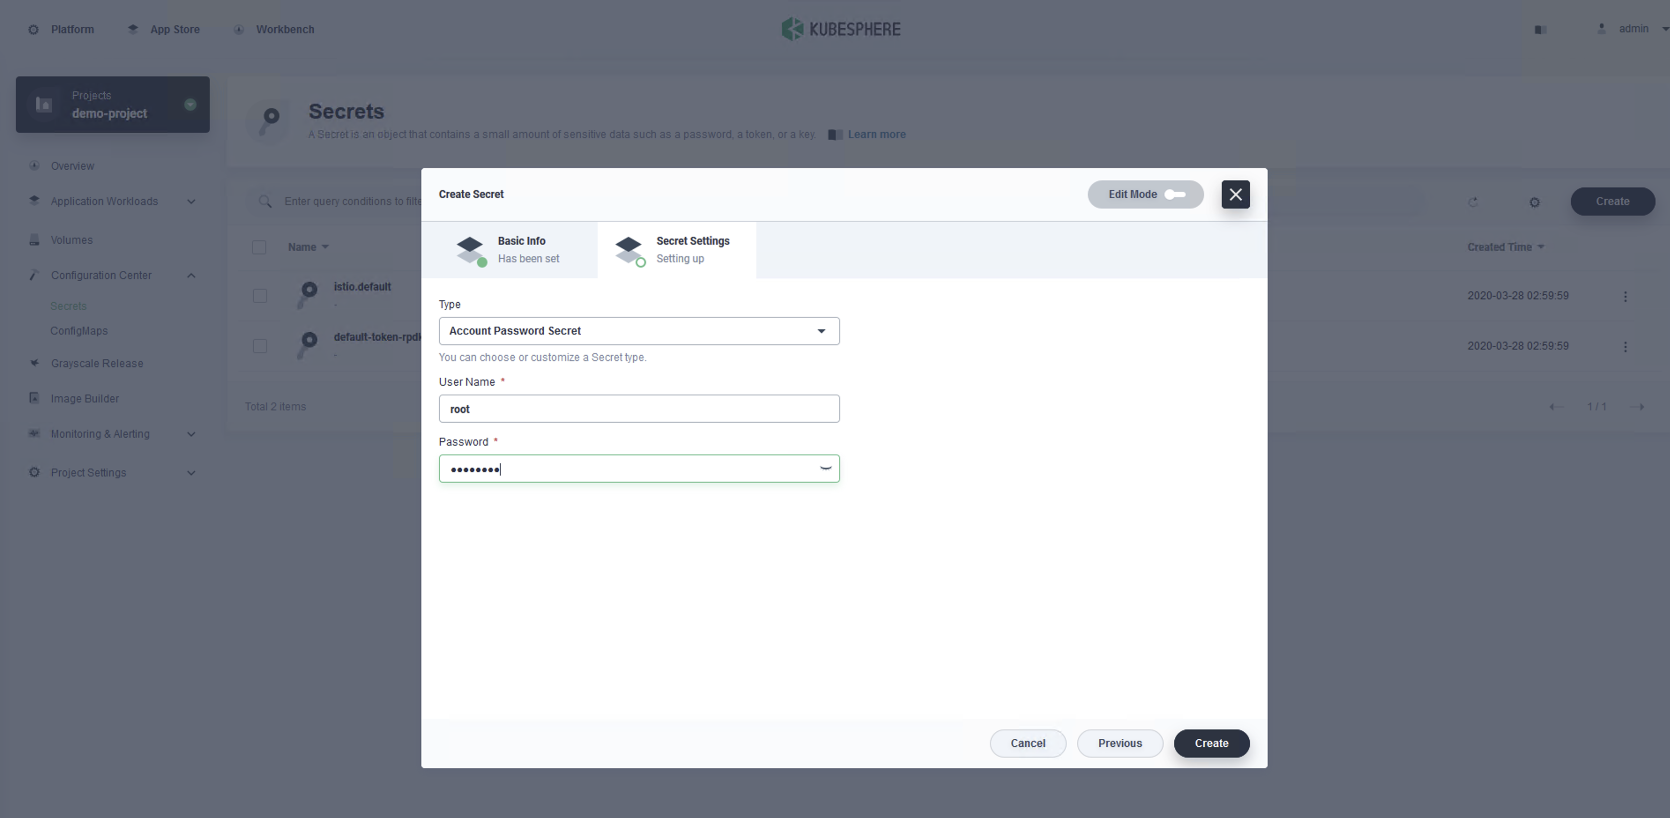 Platform
App Store
Workbench
KUBESPHERE
admin
Projects
demo-project
Overview
Application Workloads
Volumes
Configuration Center
Secrets
ConfigMaps
Grayscale Release
Image Builder
Monitoring & Alerting
Project Settings
Secrets
A Secret is an object that contains a small amount of sensitive data such as a password, a token, or a key.
Learn more
Enter query conditions to filte
Create
Name
Created Time
istio.default
-
2020-03-28 02:59:59
default-token-rpd
-
2020-03-28 02:59:59
Total 2 items
1 / 1
Create Secret
Edit Mode
Basic Info
Has been set
Secret Settings
Setting up
Type
Account Password Secret
You can choose or customize a Secret type.
User Name *
root
Password *
••••••••
Cancel
Previous
Create